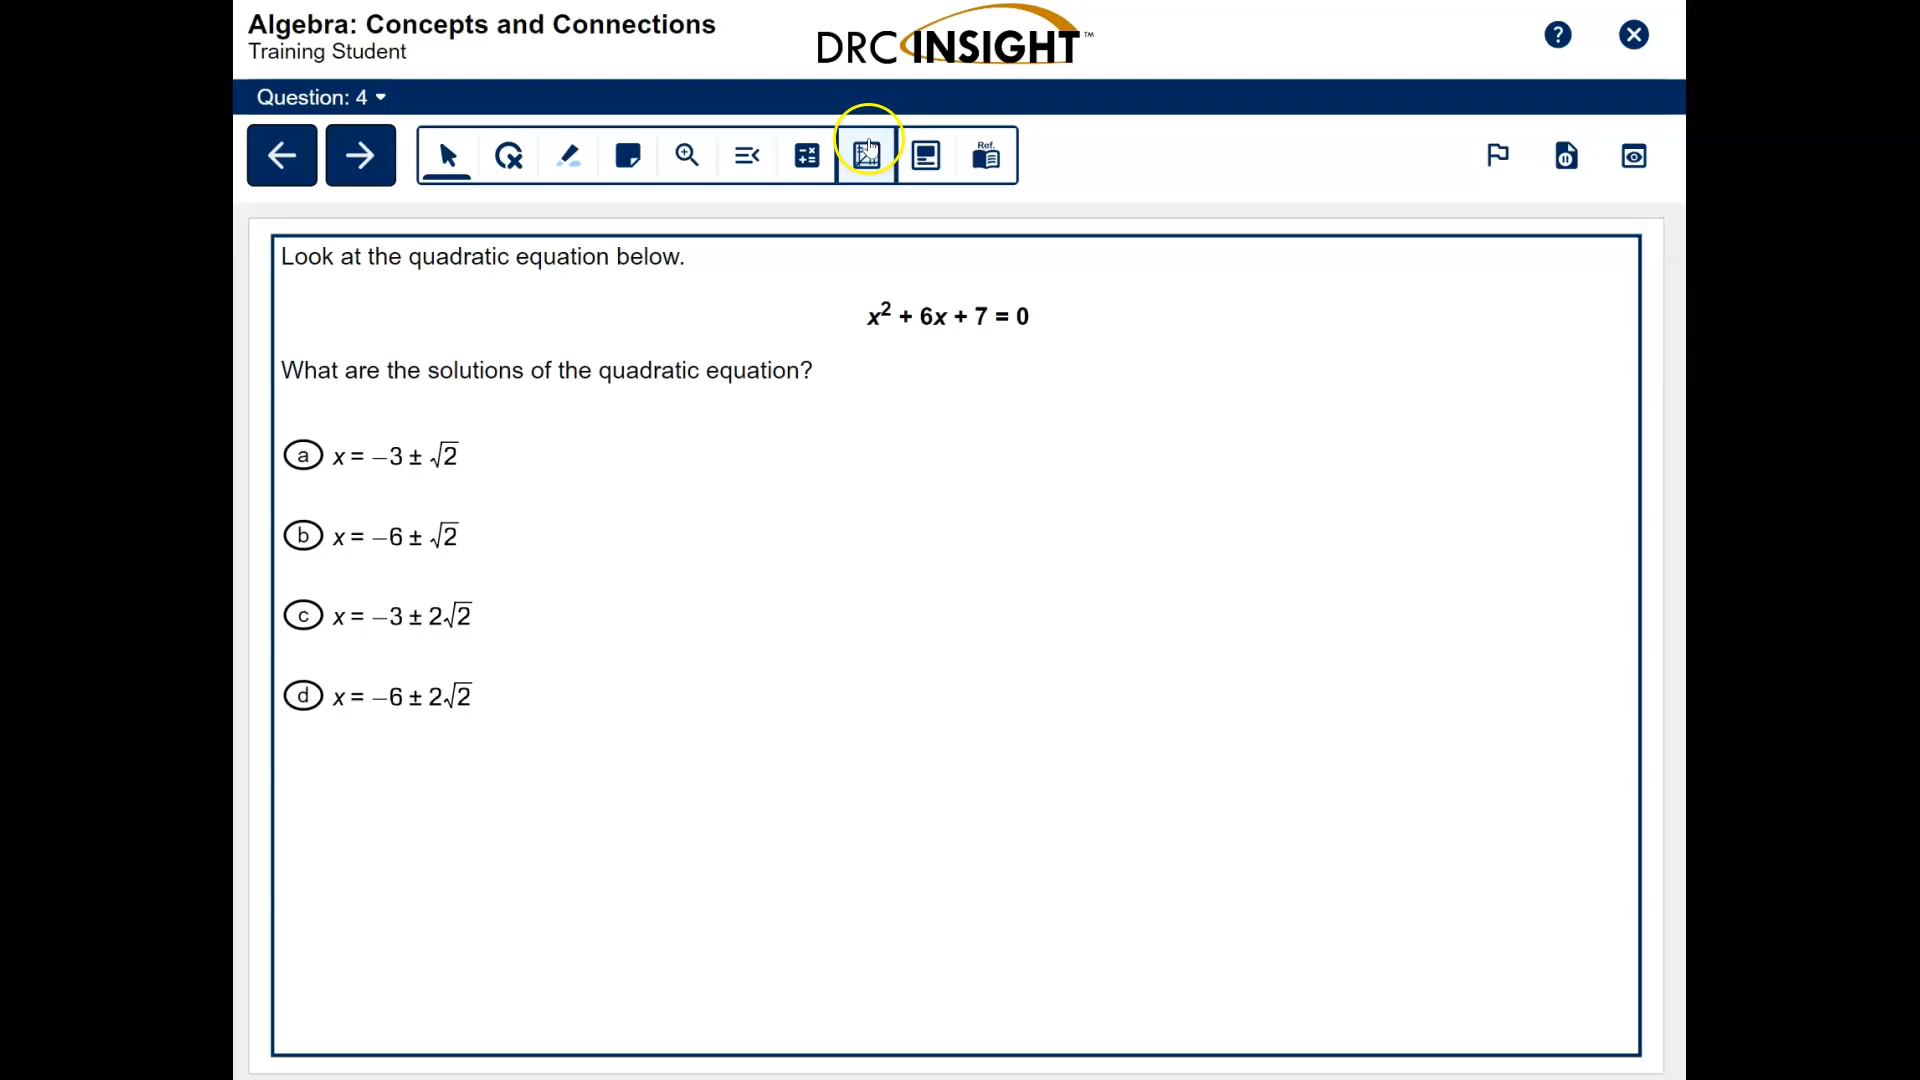 Algebra: Concepts and Connections
Training Student
DRC INSIGHT™
?
Question: 4
Ref.
Look at the quadratic equation below.
x² + 6x + 7 = 0
What are the solutions of the quadratic equation?
a x = −3 ± √2
b x = −6 ± √2
c x = −3 ± 2√2
d x = −6 ± 2√2